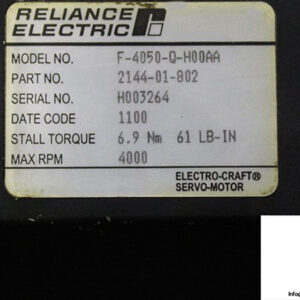 RELIANCE
ELECTRIC
MODEL NO. F-4050-Q-H00AA
PART NO. 2144-01-802
SERIAL NO. H003264
DATE CODE 1100
STALL TORQUE 6.9 Nm 61 LB-IN
MAX RPM 4000
ELECTRO-CRAFT®
SERVO-MOTOR